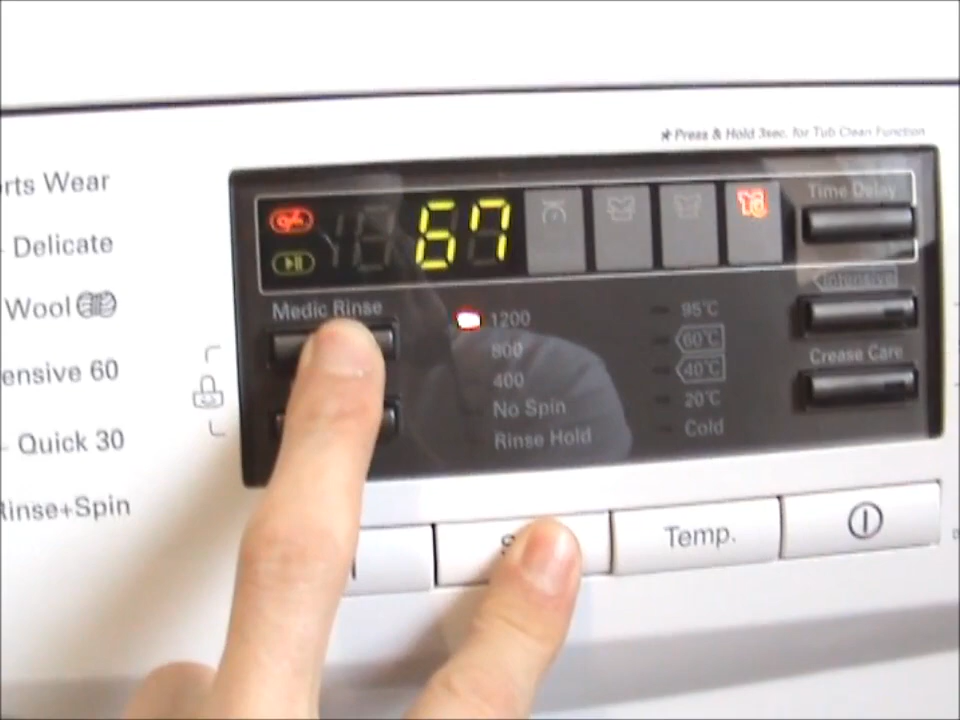 * Press & Hold 3sec. for Tub Clean Function
rts Wear
Delicate
Wool
ensive 60
Quick 30
Rinse+Spin
67
Time Delay
Intensive
Crease Care
Medic Rinse
1200
800
400
No Spin
Rinse Hold
95°C
60°C
40°C
20°C
Cold
S
Temp.